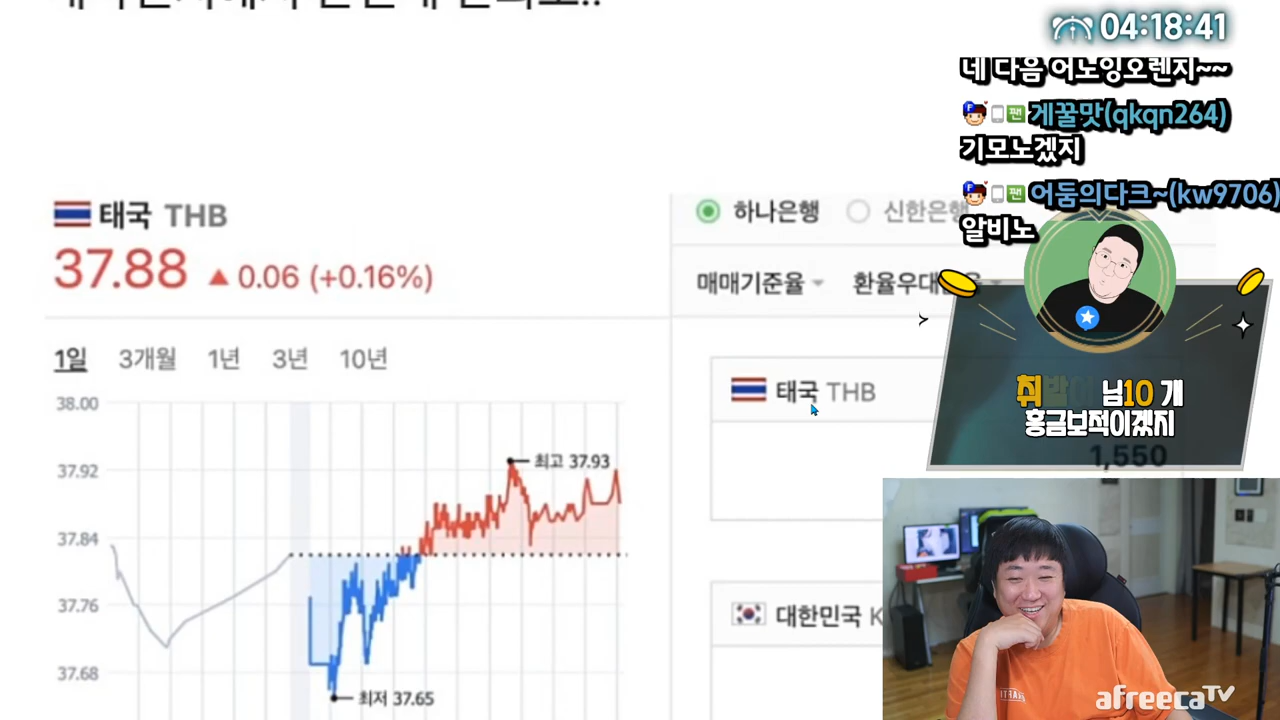 04:18:41
네 다음 어노잉오렌지~~
게꿀맛(qkqn264)
기모노겠지
어둠의다크~(kw9706)
알비노
태국 THB
37.88 ▲ 0.06 (+0.16%)
1일 3개월 1년 3년 10년
38.00
37.92
37.84
37.76
37.68
최고 37.93
최저 37.65
하나은행 신한은행
매매기준율 환율우대
태국 THB
1,550
대한민국 K
님10 개
홍금보적이겠지
afreecaTV